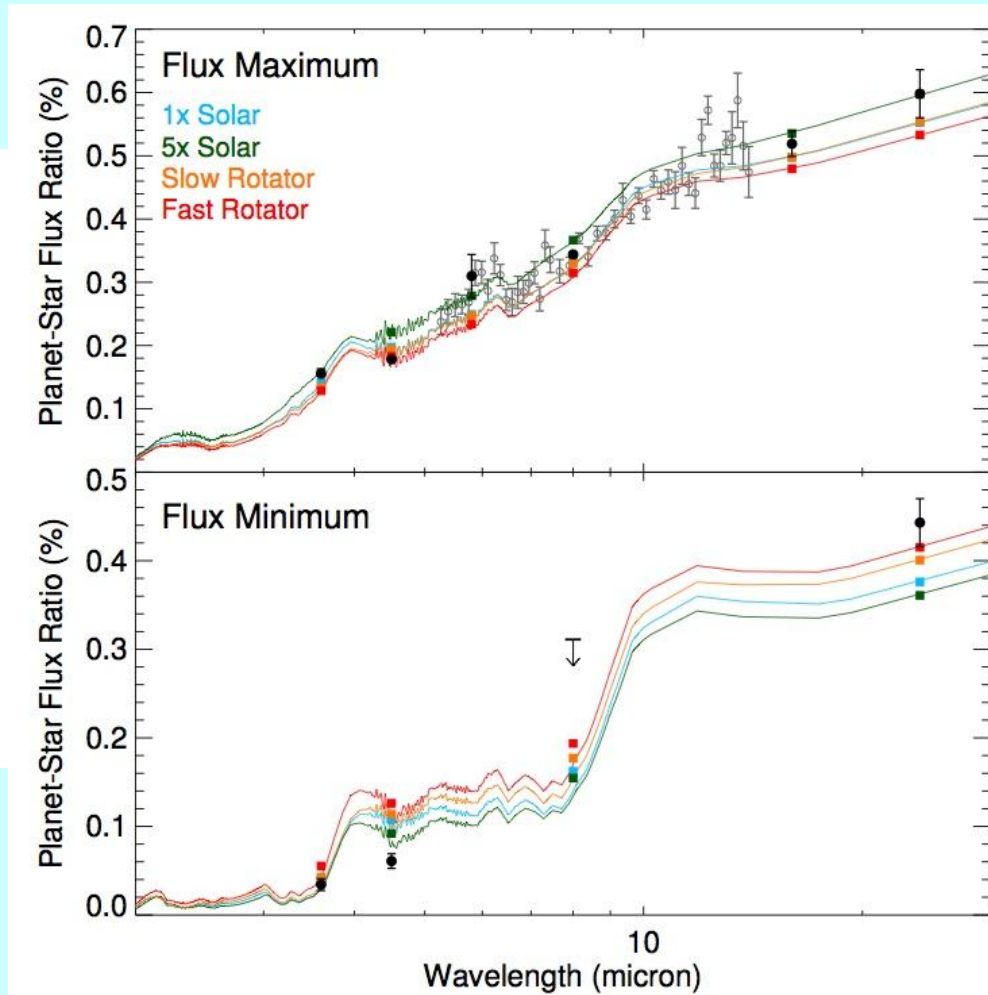 0.7
0.6
0.5
0.4
0.3
0.2
0.1
Flux Maximum
1x Solar
5x Solar
Slow Rotator
Fast Rotator
Planet-Star Flux Ratio (%)
0.5
0.4
0.3
0.2
0.1
0.0
Flux Minimum
Planet-Star Flux Ratio (%)
10
10
Wavelength (micron)